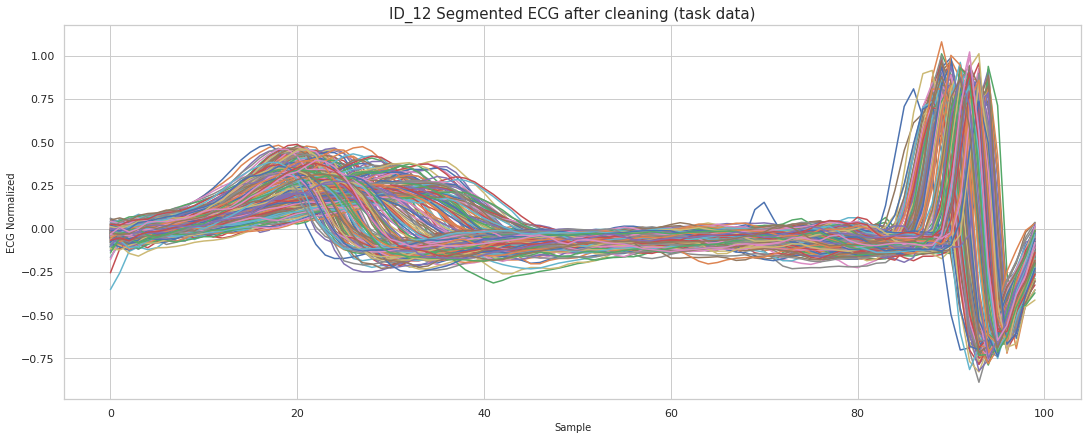 ID_12 Segmented ECG after cleaning (task data)
1.00
0.75
0.50
0.25
0.00
−0.25
−0.50
−0.75
ECG Normalized
0 20 40 60 80 100
Sample